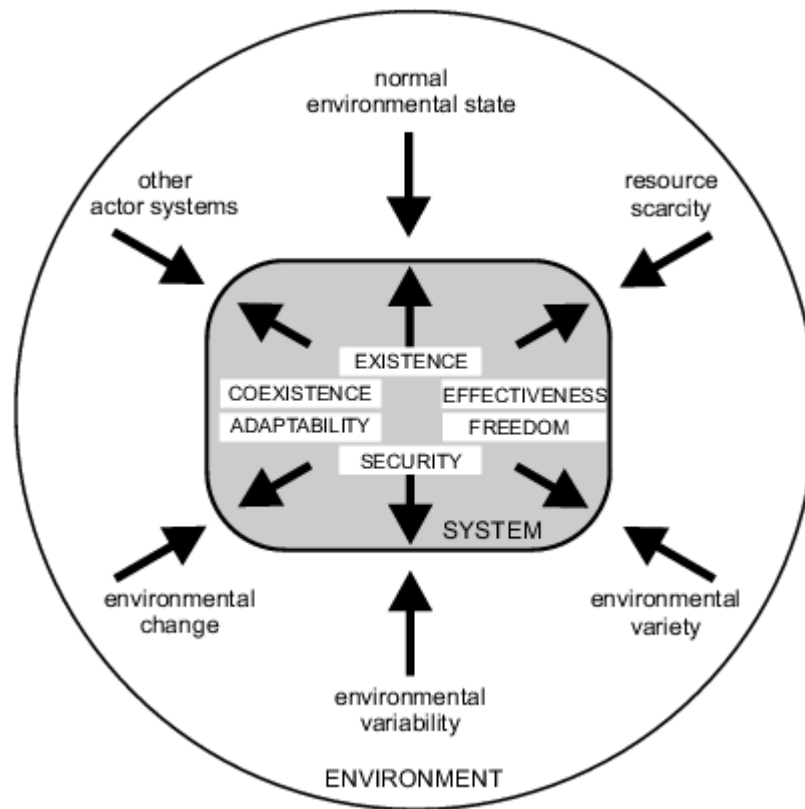 normal
environmental state
other
actor systems
resource
scarcity
EXISTENCE
COEXISTENCE
EFFECTIVENESS
ADAPTABILITY
FREEDOM
SECURITY
SYSTEM
environmental
change
environmental
variety
environmental
variability
ENVIRONMENT